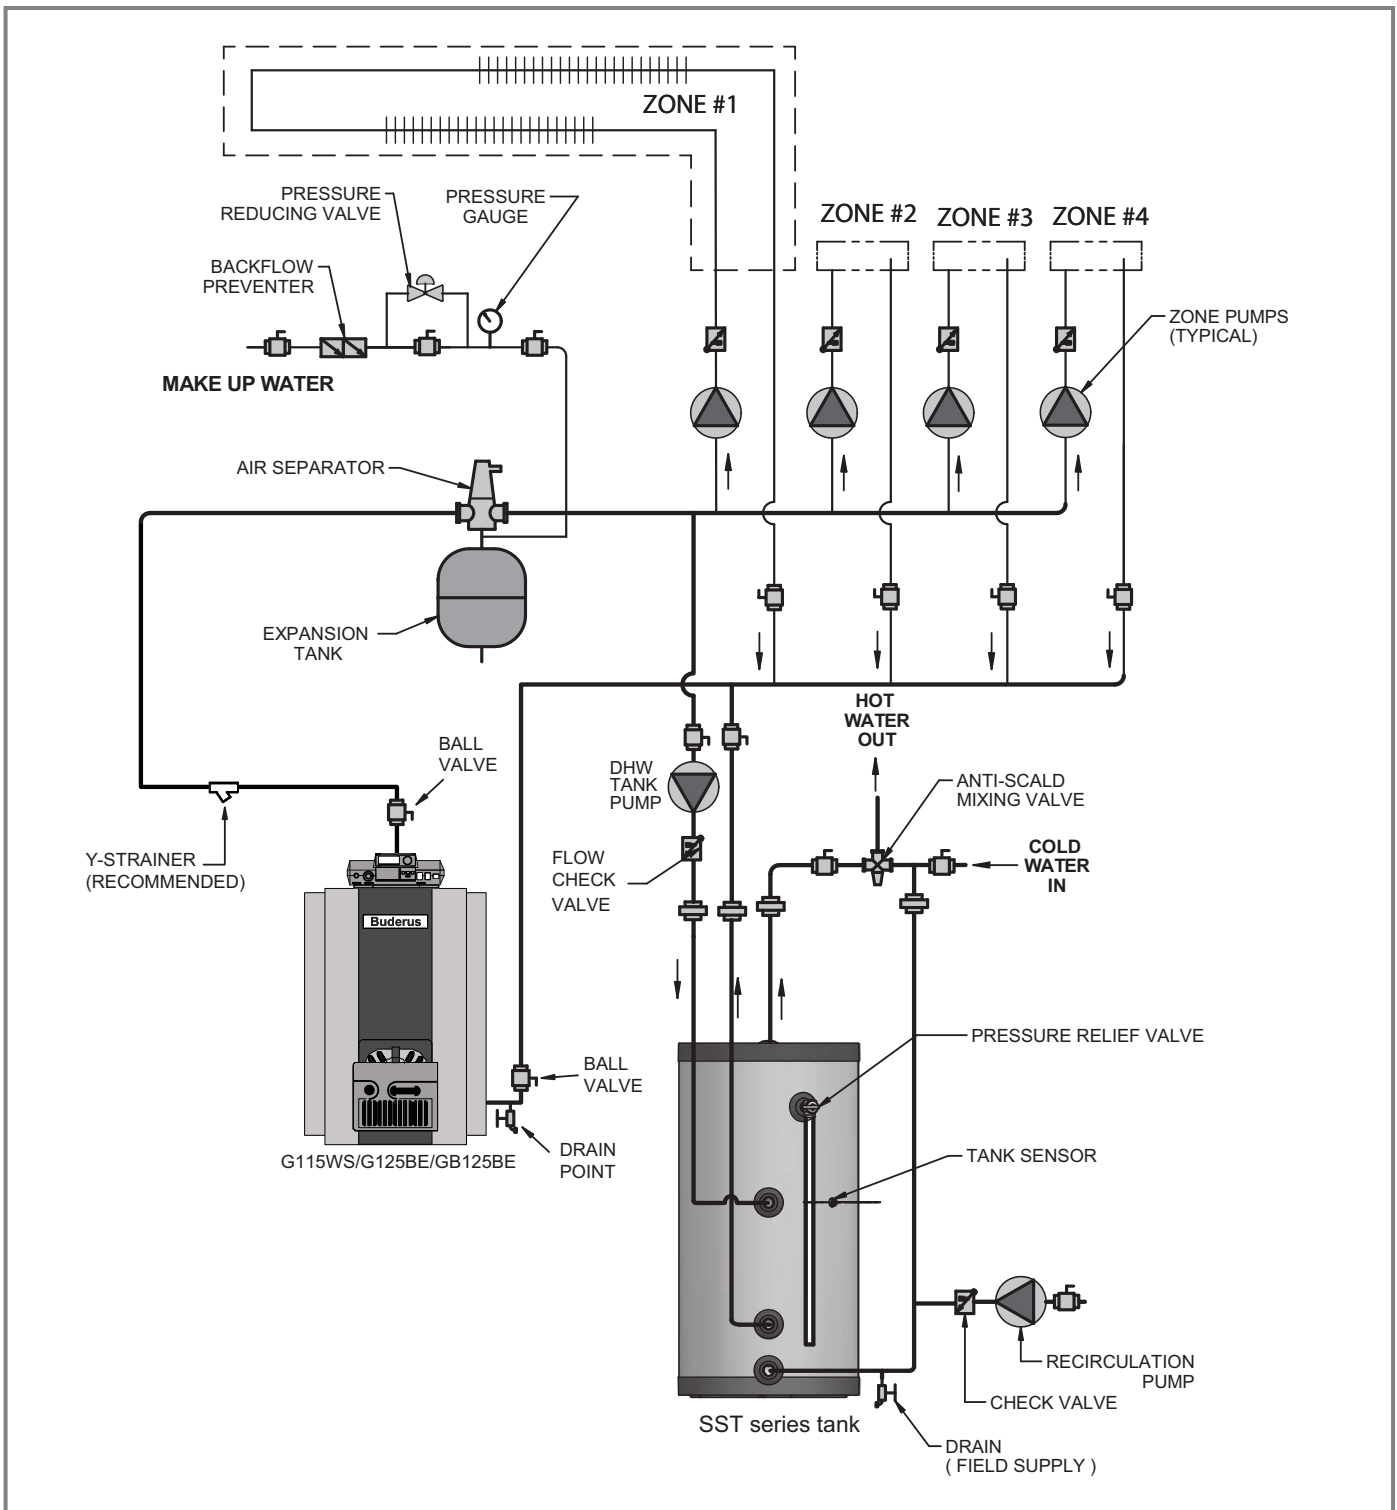 ZONE #1
PRESSURE
REDUCING VALVE
PRESSURE
GAUGE
ZONE #2
ZONE #3
ZONE #4
BACKFLOW
PREVENTER
ZONE PUMPS
(TYPICAL)
MAKE UP WATER
AIR SEPARATOR
EXPANSION
TANK
HOT
WATER
OUT
BALL
VALVE
DHW
TANK
PUMP
ANTI-SCALD
MIXING VALVE
Y-STRAINER
(RECOMMENDED)
FLOW
CHECK
VALVE
COLD
WATER
IN
Buderus
PRESSURE RELIEF VALVE
BALL
VALVE
DRAIN
POINT
G115WS/G125BE/GB125BE
TANK SENSOR
RECIRCULATION
PUMP
CHECK VALVE
SST series tank
DRAIN
( FIELD SUPPLY )